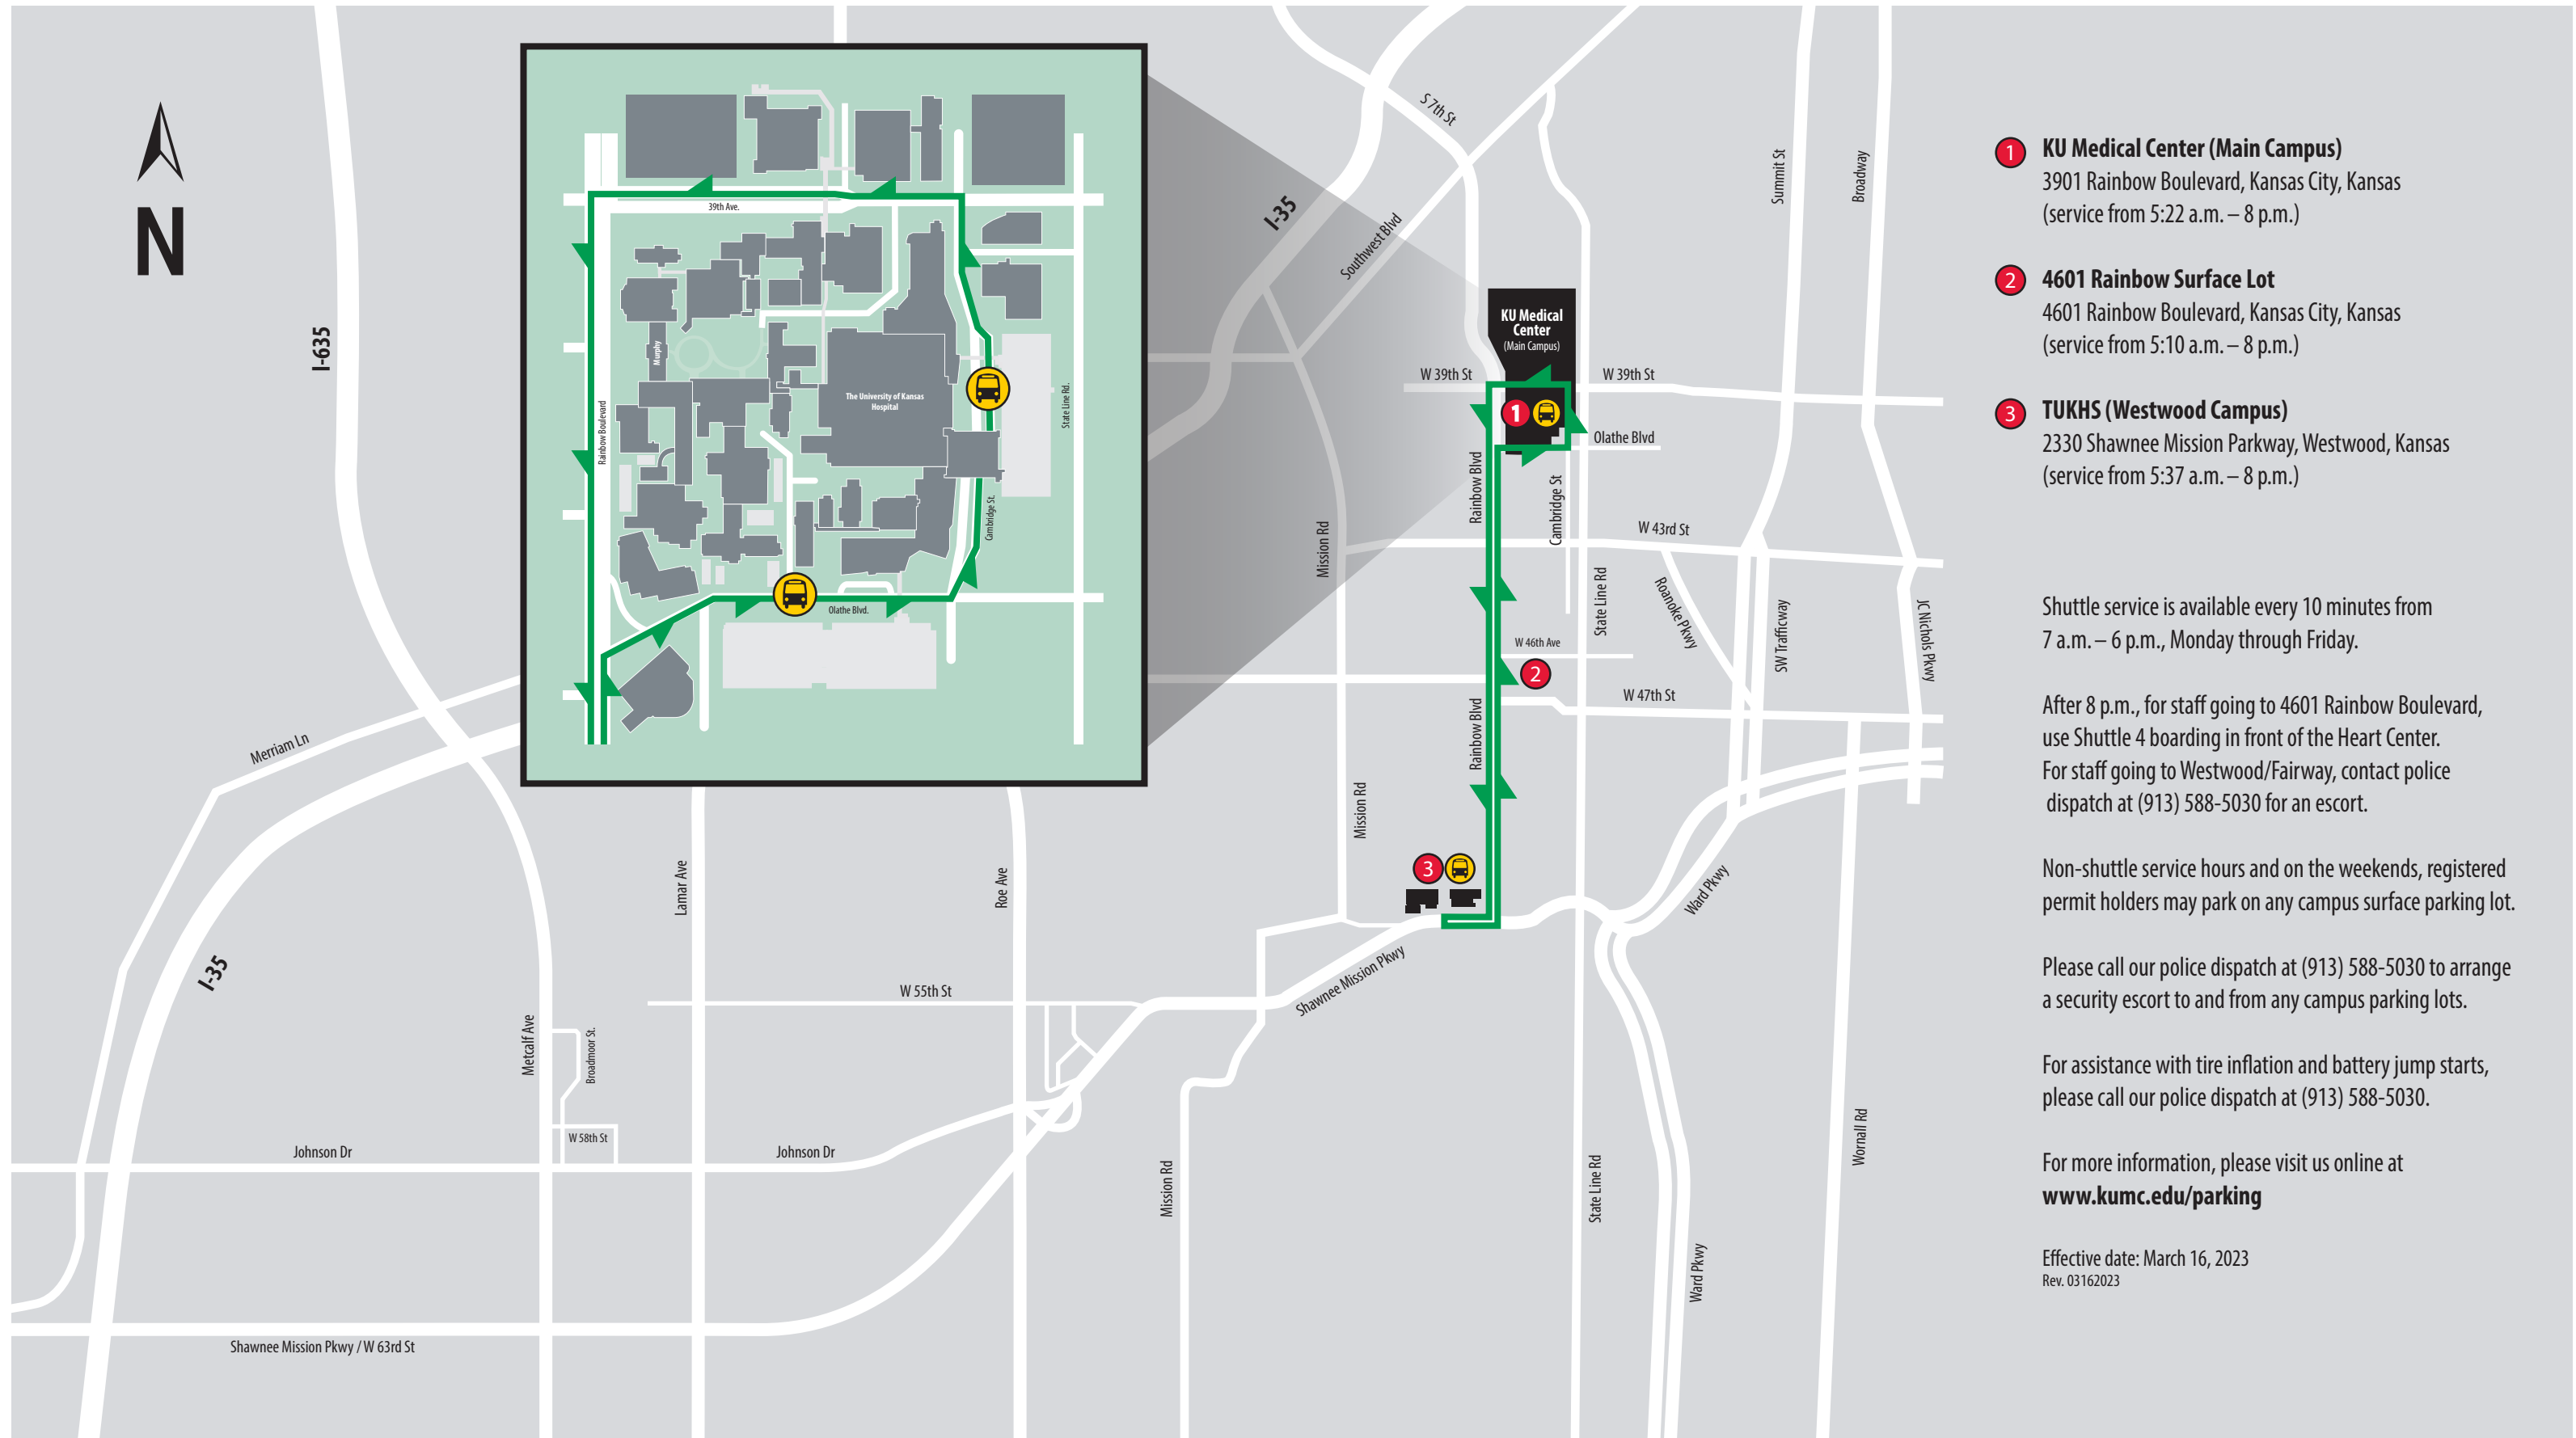 N
I-635
I-35
S 7th St
Southwest Blvd
Summit St
Broadway
39th Ave.
Murphy
The University of Kansas
Hospital
Rainbow Boulevard
State Line Rd.
Cambridge St.
Olathe Blvd.
KU Medical
Center
(Main Campus)
W 39th St
W 39th St
1
Olathe Blvd
Rainbow Blvd
Cambridge St
Mission Rd
W 43rd St
State Line Rd
Roanoke Pkwy
SW Trafficway
JC Nichols Pkwy
W 46th Ave
2
W 47th St
Rainbow Blvd
Merriam Ln
Mission Rd
3
Lamar Ave
Roe Ave
Ward Pkwy
Shawnee Mission Pkwy
I-35
W 55th St
Metcalf Ave
Broadmoor St.
W 58th St
Johnson Dr
Johnson Dr
Mission Rd
State Line Rd
Wornall Rd
Ward Pkwy
Shawnee Mission Pkwy / W 63rd St
1 KU Medical Center (Main Campus)
3901 Rainbow Boulevard, Kansas City, Kansas
(service from 5:22 a.m. – 8 p.m.)
2 4601 Rainbow Surface Lot
4601 Rainbow Boulevard, Kansas City, Kansas
(service from 5:10 a.m. – 8 p.m.)
3 TUKHS (Westwood Campus)
2330 Shawnee Mission Parkway, Westwood, Kansas
(service from 5:37 a.m. – 8 p.m.)
Shuttle service is available every 10 minutes from
7 a.m. – 6 p.m., Monday through Friday.
After 8 p.m., for staff going to 4601 Rainbow Boulevard,
use Shuttle 4 boarding in front of the Heart Center.
For staff going to Westwood/Fairway, contact police
dispatch at (913) 588-5030 for an escort.
Non-shuttle service hours and on the weekends, registered
permit holders may park on any campus surface parking lot.
Please call our police dispatch at (913) 588-5030 to arrange
a security escort to and from any campus parking lots.
For assistance with tire inflation and battery jump starts,
please call our police dispatch at (913) 588-5030.
For more information, please visit us online at
www.kumc.edu/parking
Effective date: March 16, 2023
Rev. 03162023